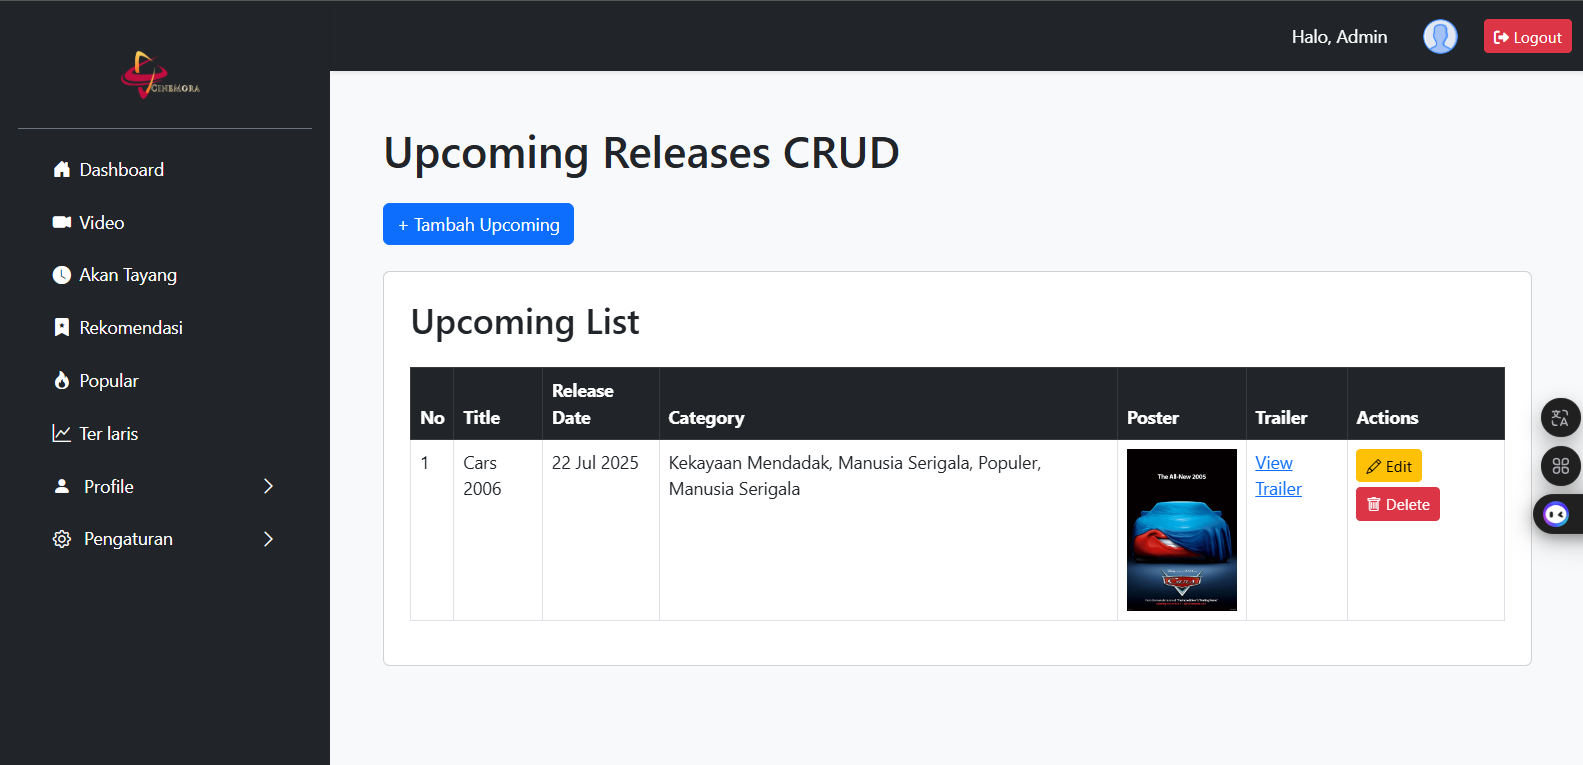 Halo, Admin
Logout
CINEMORA
Dashboard
Video
Akan Tayang
Rekomendasi
Popular
Ter laris
Profile
Pengaturan
Upcoming Releases CRUD
+ Tambah Upcoming
Upcoming List
No Title Release Date Category Poster Trailer Actions
1 Cars 2006 22 Jul 2025 Kekayaan Mendadak, Manusia Serigala, Populer,
Manusia Serigala
The All-New 2005
Cars
View
Trailer
Edit
Delete